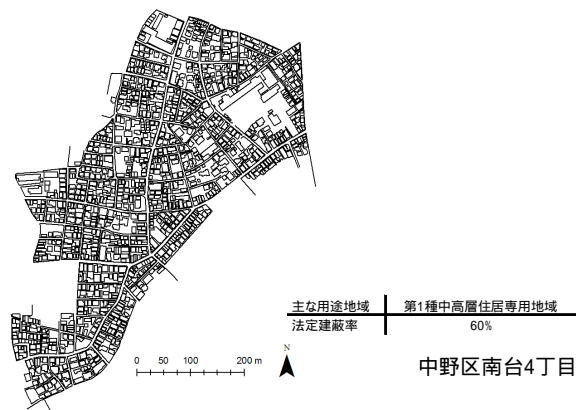 主な用途地域 第1種中高層住居専用地域
法定建蔽率 60%
N
0 50 100 200 m
中野区南台4丁目